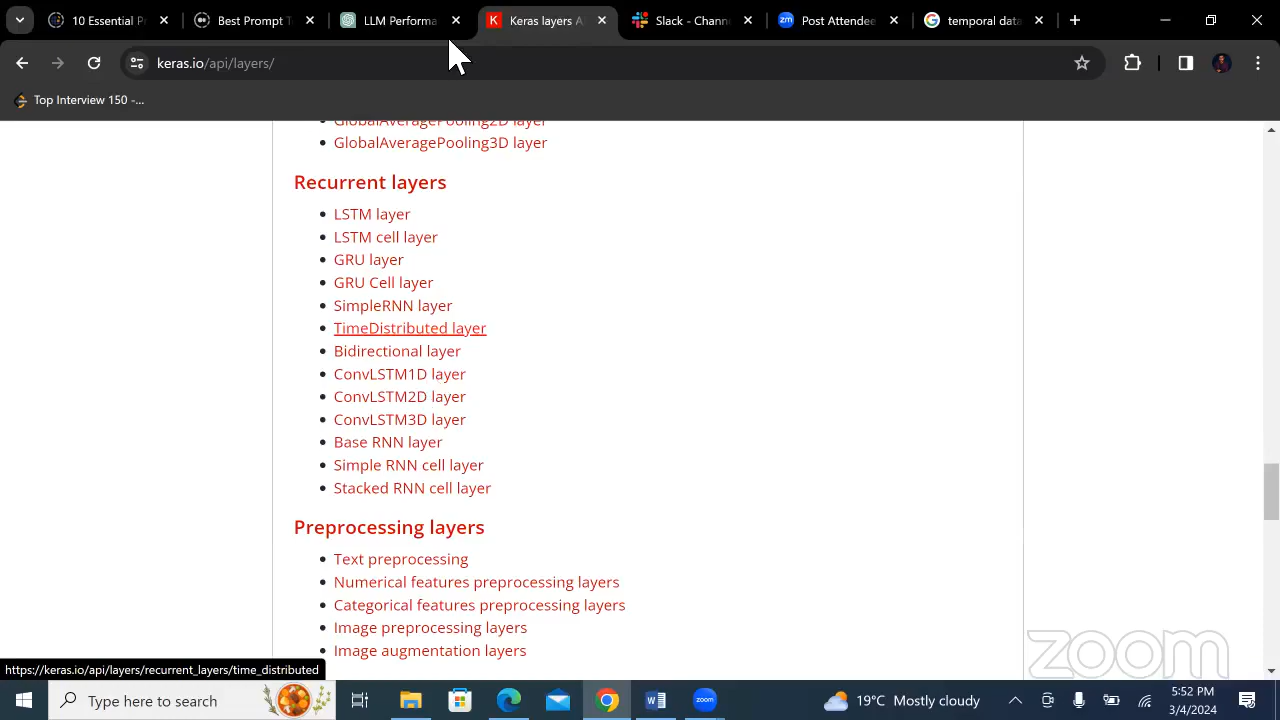 10 Essential P
Best Prompt T
LLM Performa
Keras layers A
Slack - Chann
Post Attendee
temporal data
keras.io/api/layers/
Top Interview 150 -...
GlobalAveragePooling2D layer
GlobalAveragePooling3D layer
Recurrent layers
LSTM layer
LSTM cell layer
GRU layer
GRU Cell layer
SimpleRNN layer
TimeDistributed layer
Bidirectional layer
ConvLSTM1D layer
ConvLSTM2D layer
ConvLSTM3D layer
Base RNN layer
Simple RNN cell layer
Stacked RNN cell layer
Preprocessing layers
Text preprocessing
Numerical features preprocessing layers
Categorical features preprocessing layers
Image preprocessing layers
Image augmentation layers
zoom
https://keras.io/api/layers/recurrent_layers/time_distributed
Type here to search
zoom
19°C Mostly cloudy
5:52 PM
3/4/2024